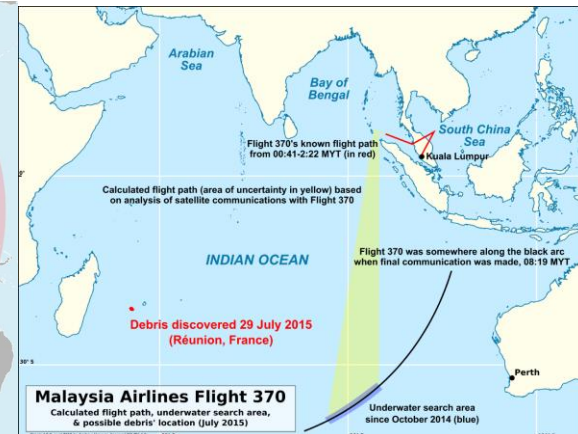 Arabian
Sea
Bay of
Bengal
South China
Sea
Flight 370's known flight path
from 00:41-2:22 MYT (in red)
Kuala Lumpur
Calculated flight path (area of uncertainty in yellow) based
on analysis of satellite communications with Flight 370
Flight 370 was somewhere along the black arc
when final communication was made, 08:19 MYT
INDIAN OCEAN
Debris discovered 29 July 2015
(Réunion, France)
30° S
Perth
Malaysia Airlines Flight 370
Calculated flight path, underwater search area,
& possible debris' location (July 2015)
Underwater search area
since October 2014 (blue)